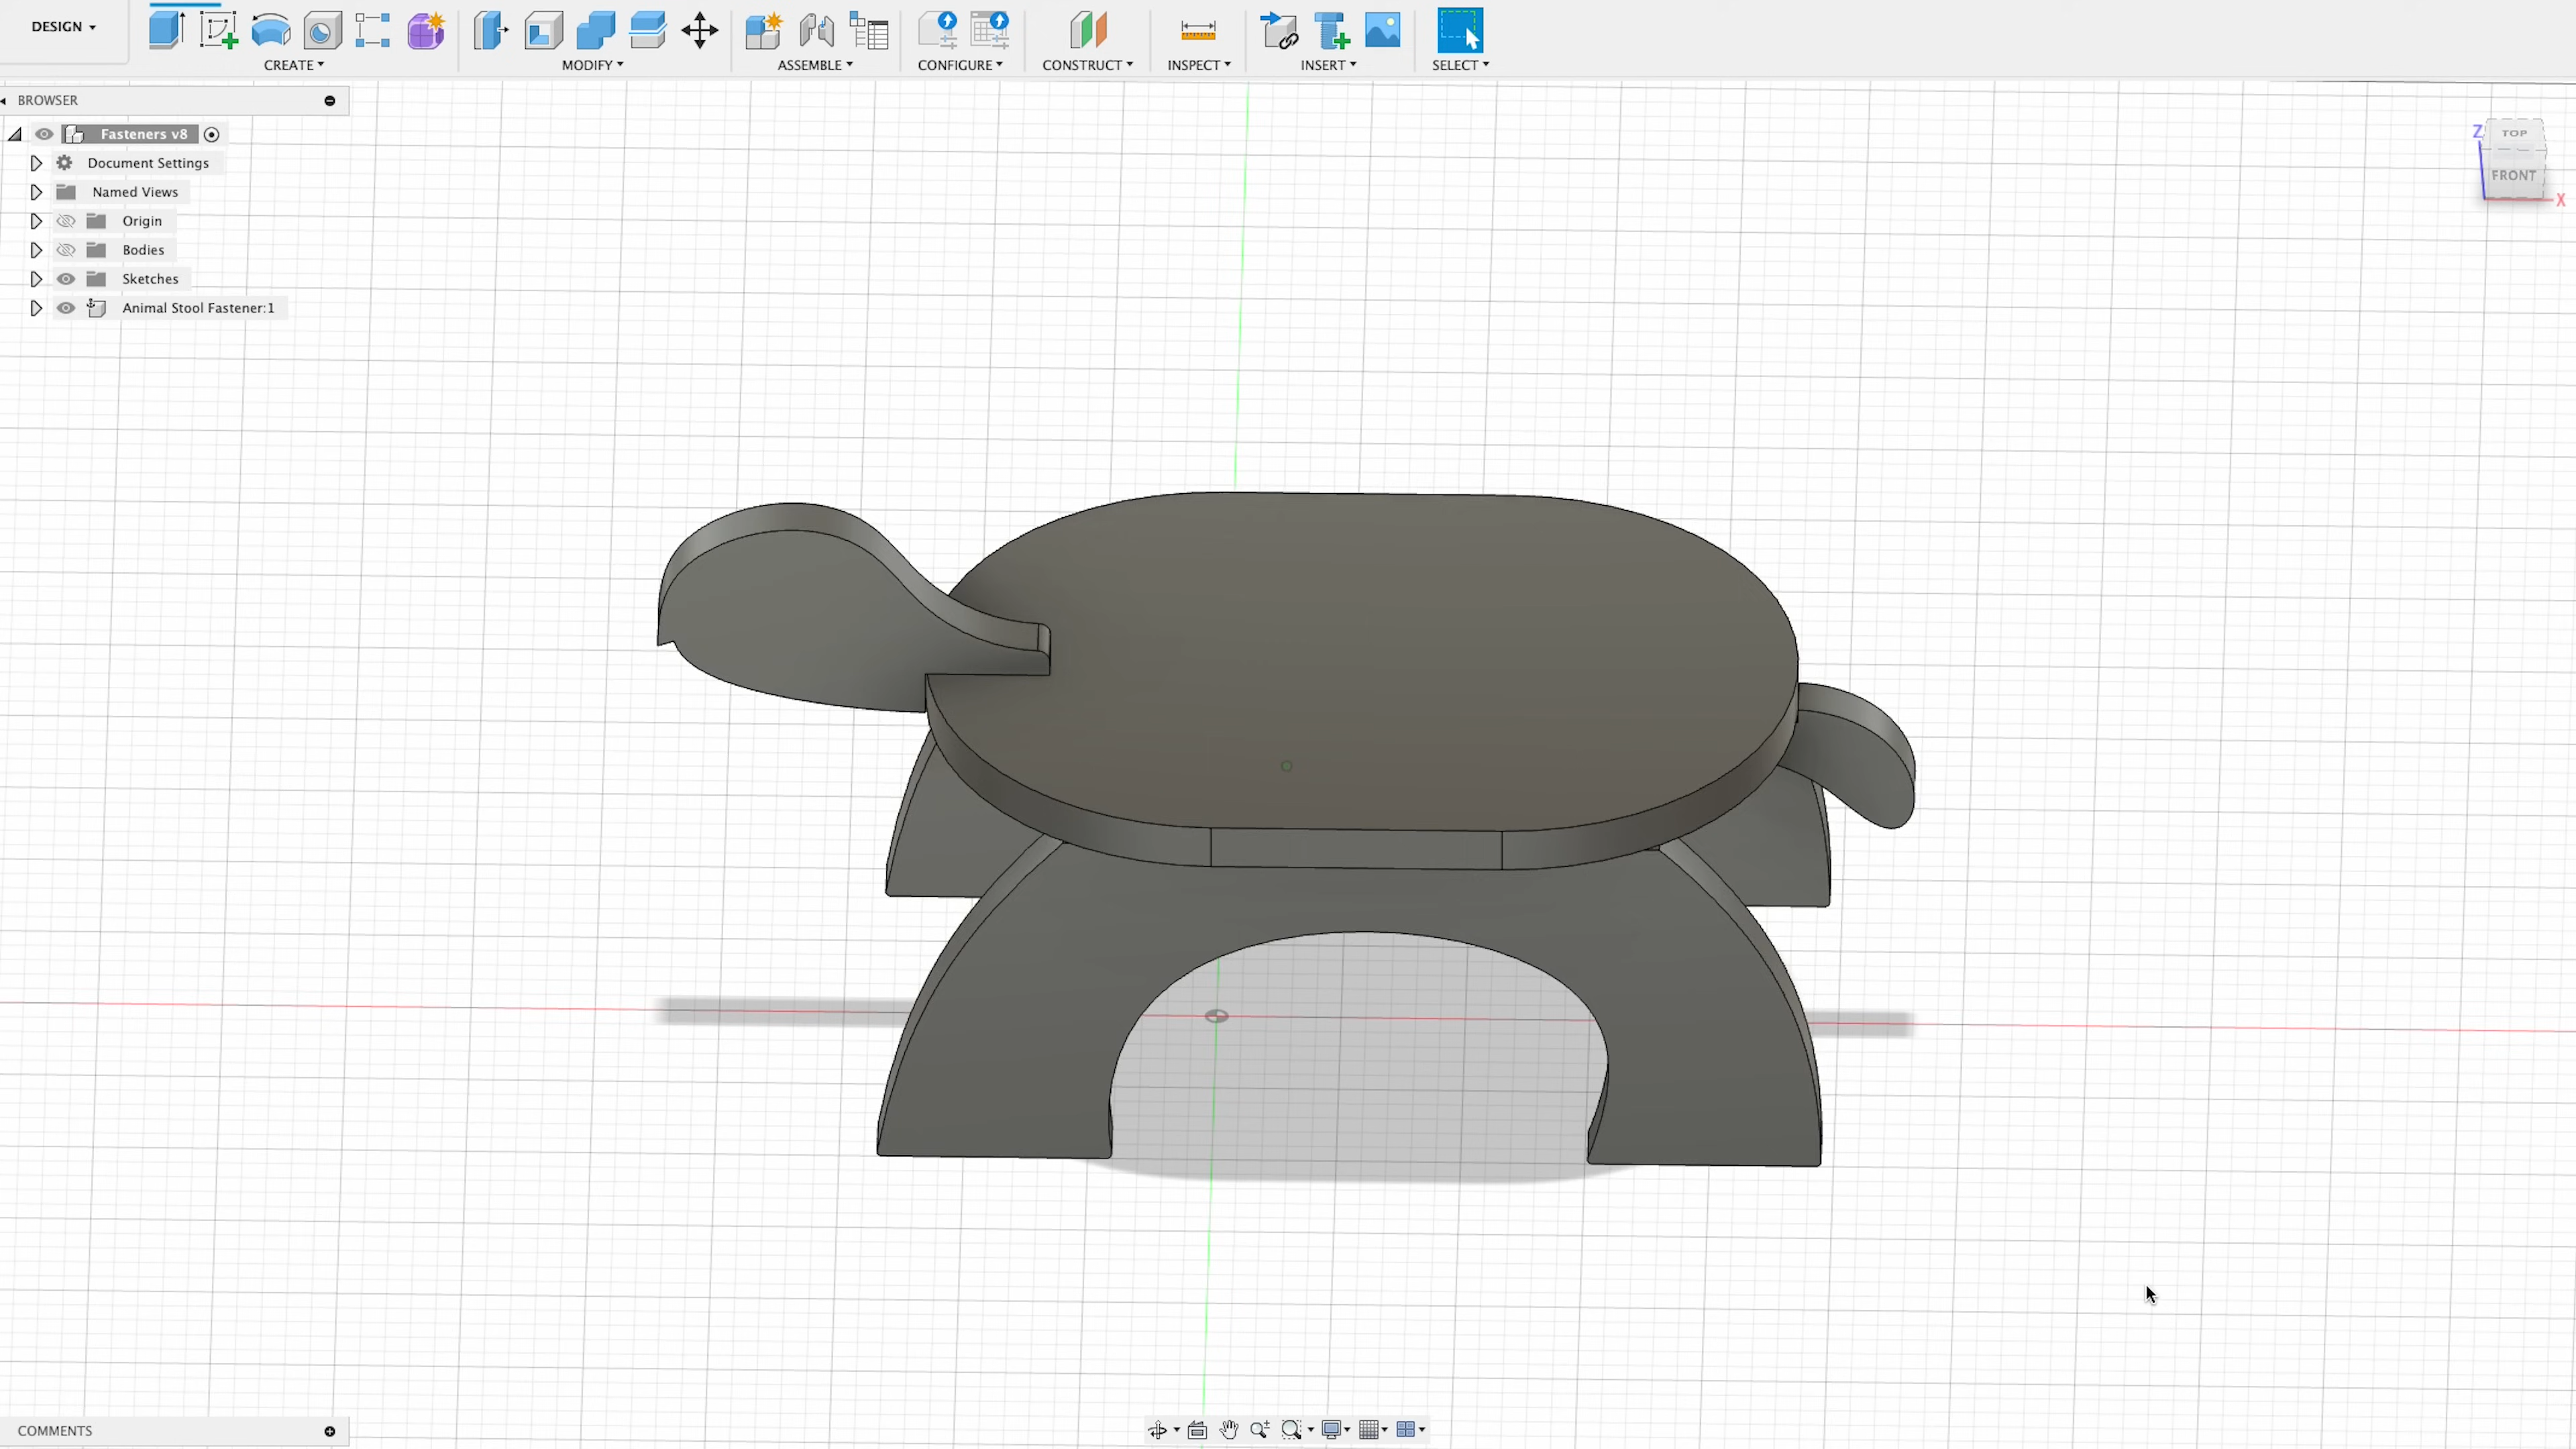 DESIGN
CREATE
MODIFY
ASSEMBLE
CONFIGURE
CONSTRUCT
INSPECT
INSERT
SELECT
BROWSER
Fasteners v8
Document Settings
Named Views
Origin
Bodies
Sketches
Animal Stool Fastener:1
Z
TOP
FRONT
X
COMMENTS